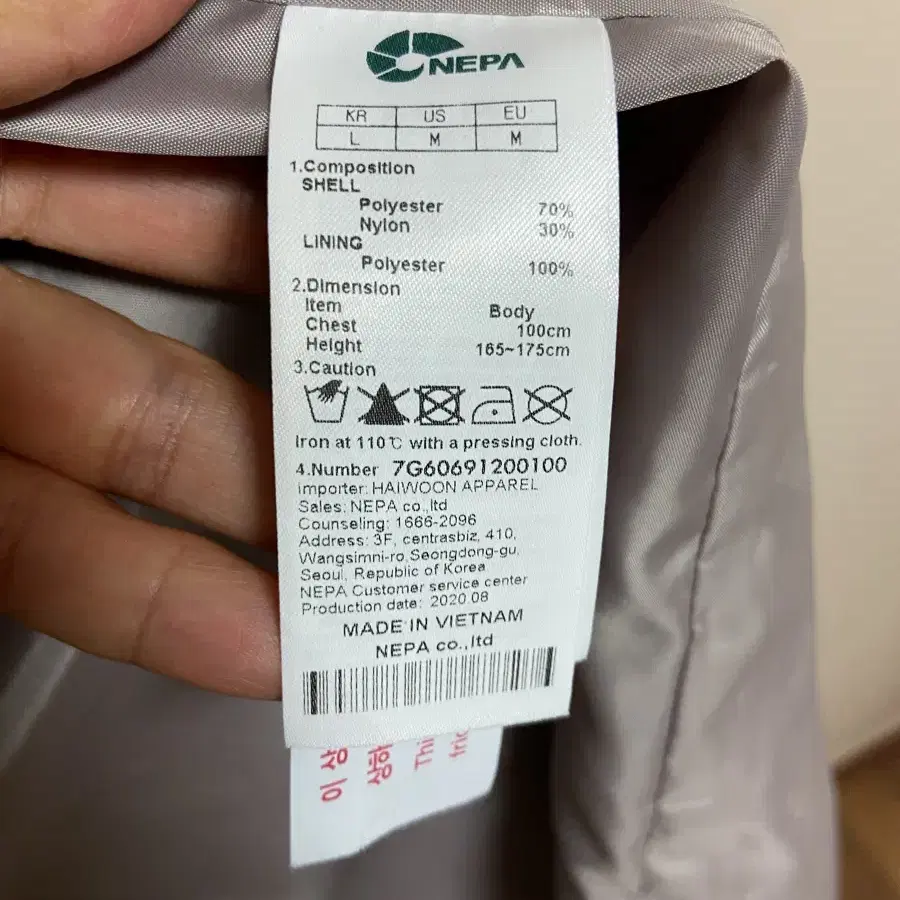 NEPA
KR US EU
L M M
1.Composition
SHELL
Polyester 70%
Nylon 30%
LINING
Polyester 100%
2.Dimension
Item Body
Chest 100cm
Height 165~175cm
3.Caution
Iron at 110℃ with a pressing cloth.
4.Number 7G60691200100
importer: HAIWOON APPAREL
Sales: NEPA co.,ltd
Counseling: 1666-2096
Address: 3F, centrasbiz, 410,
Wangsimni-ro,Seongdong-gu,
Seoul, Republic of Korea
NEPA Customer service center
Production date: 2020.08
MADE IN VIETNAM
NEPA co.,ltd
이 상